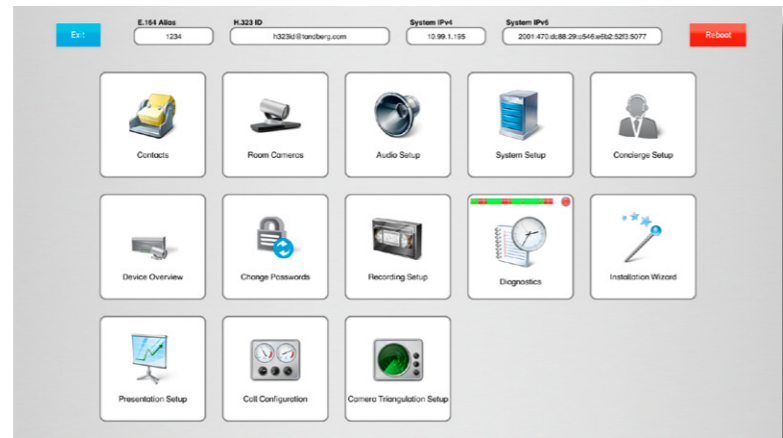 Exit
E.164 Alias
1234
H.323 ID
h323id@tandberg.com
System IPv4
10.99.1.195
System IPv6
2001:470:dc88:29:a546:e6b2:52f3:5077
Reboot
Contacts
Room Cameras
Audio Setup
System Setup
Concierge Setup
Device Overview
Change Passwords
Recording Setup
Diagnostics
Installation Wizard
Presentation Setup
Call Configuration
Camera Triangulation Setup